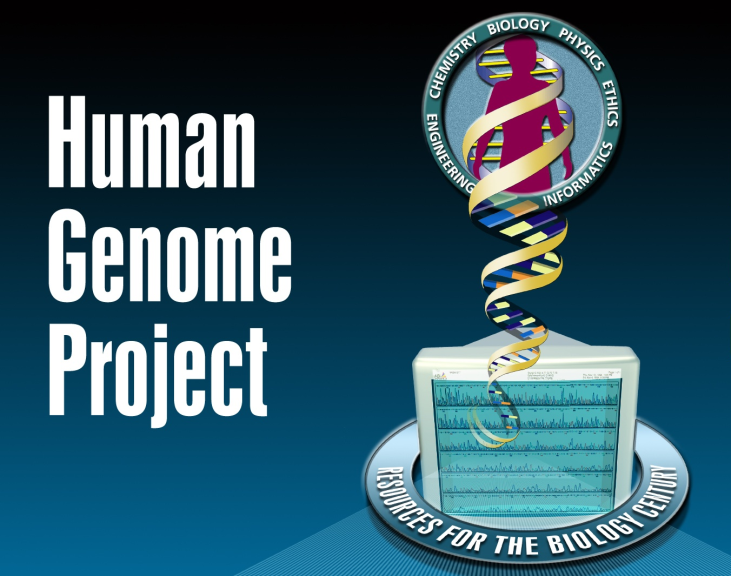 Human
Genome
Project
CHEMISTRY BIOLOGY PHYSICS ETHICS
ENGINEERING INFORMATICS
RESOURCES FOR THE BIOLOGY CENTURY